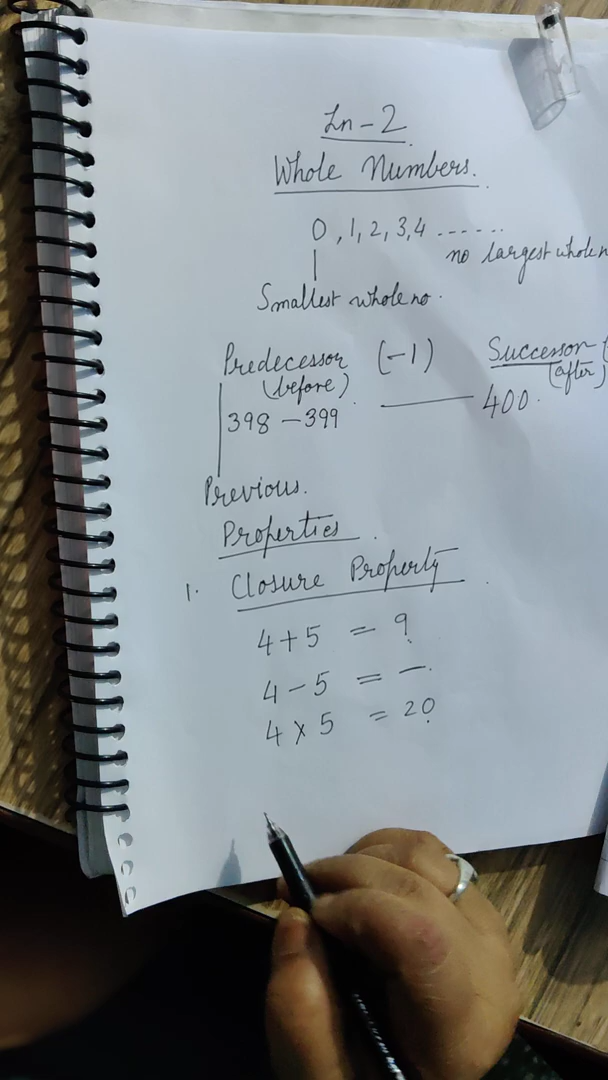 Ln-2
Whole Numbers.
0, 1, 2, 3, 4 ......
no largest whole n
Smallest whole no.
Predecessor (-1) Successor (
(before) (after)
398 - 399 ——— 400.
Previous.
Properties.
1. Closure Property.
4 + 5 = 9.
4 - 5 = —.
4 × 5 = 20.